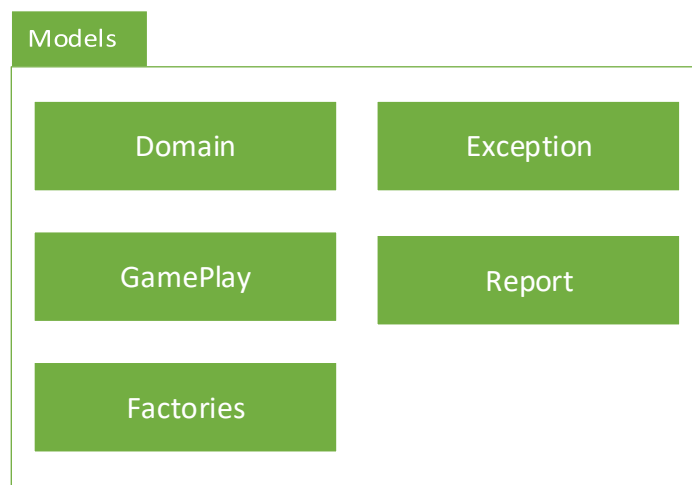 Models
Domain
Exception
GamePlay
Report
Factories